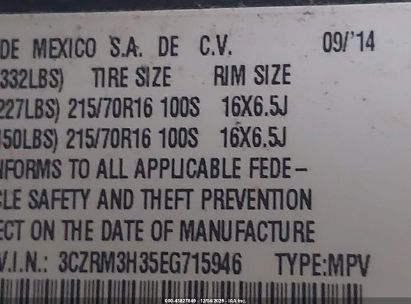 DE MEXICO S.A. DE C.V. 09/'14
332LBS) TIRE SIZE RIM SIZE
227LBS) 215/70R16 100S 16X6.5J
450LBS) 215/70R16 100S 16X6.5J
NFORMS TO ALL APPLICABLE FEDE–
CLE SAFETY AND THEFT PREVENTION
ECT ON THE DATE OF MANUFACTURE
V.I.N.: 3CZRM3H35EG715946 TYPE:MPV